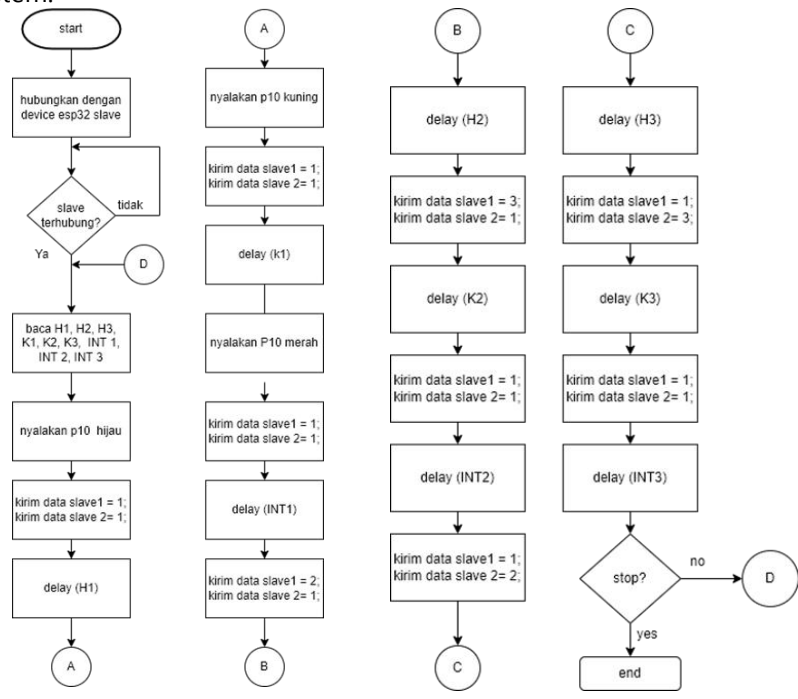 start
hubungkan dengan
device esp32 slave
slave
terhubung?
tidak
Ya
D
baca H1, H2, H3,
K1, K2, K3, INT 1,
INT 2, INT 3
nyalakan p10 hijau
kirim data slave1 = 1;
kirim data slave 2= 1;
delay (H1)
A
A
nyalakan p10 kuning
kirim data slave1 = 1;
kirim data slave 2= 1;
delay (k1)
nyalakan P10 merah
kirim data slave1 = 1;
kirim data slave 2= 1;
delay (INT1)
kirim data slave1 = 2;
kirim data slave 2= 1;
B
B
delay (H2)
kirim data slave1 = 3;
kirim data slave 2= 1;
delay (K2)
kirim data slave1 = 1;
kirim data slave 2= 1;
delay (INT2)
kirim data slave1 = 1;
kirim data slave 2= 2;
C
C
delay (H3)
kirim data slave1 = 1;
kirim data slave 2= 3;
delay (K3)
kirim data slave1 = 1;
kirim data slave 2= 1;
delay (INT3)
stop?
no
D
yes
end